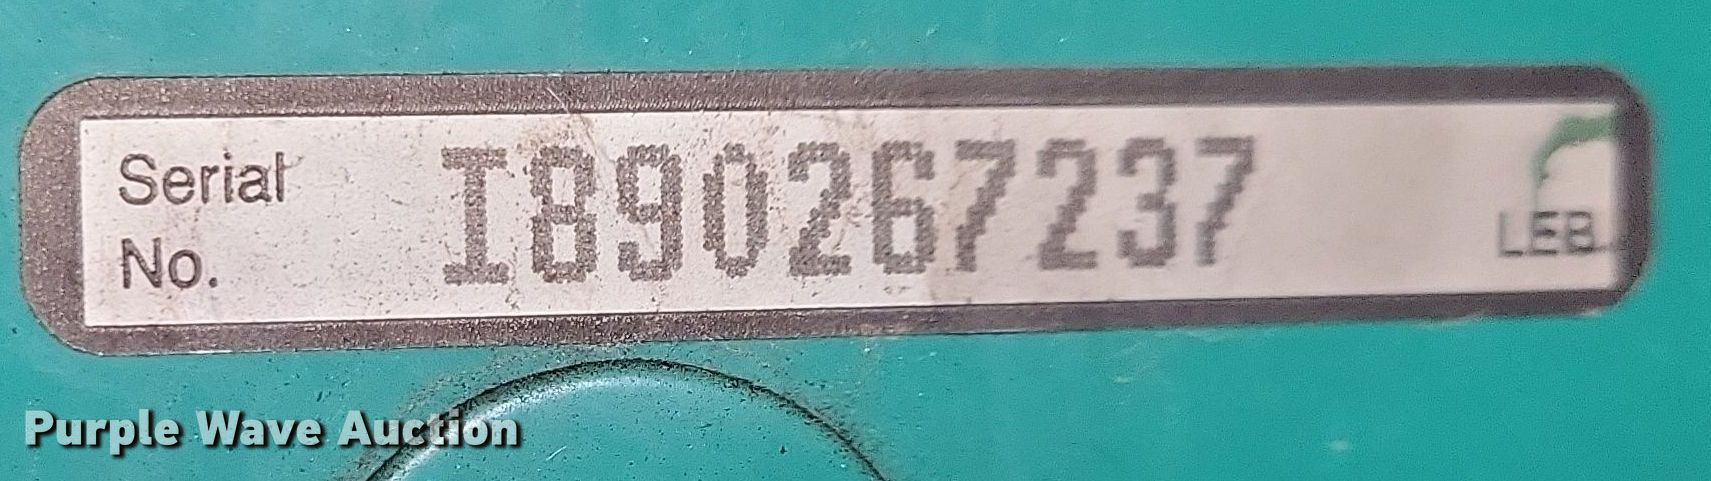 Serial
No.
I890267237
LEB
Purple Wave Auction